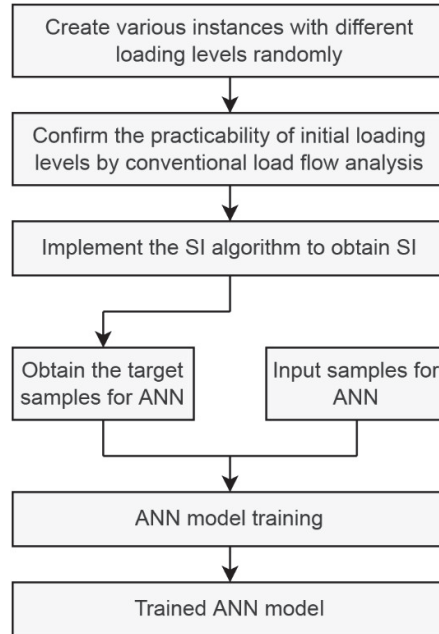 Create various instances with different
loading levels randomly
Confirm the practicability of initial loading
levels by conventional load flow analysis
Implement the SI algorithm to obtain SI
Obtain the target
samples for ANN
Input samples for
ANN
ANN model training
Trained ANN model